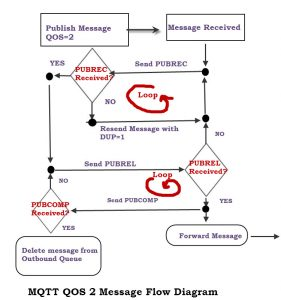 Publish Message
QOS=2
Message Received
YES
Send PUBREC
PUBREC
Received?
Loop
NO
Resend Message with
DUP=1
Send PUBREL
PUBREL
Received?
Loop
NO
NO
Send PUBCOMP
YES
PUBCOMP
Received?
YES
Delete message from
Outbound Queue
Forward Message
MQTT QOS 2 Message Flow Diagram